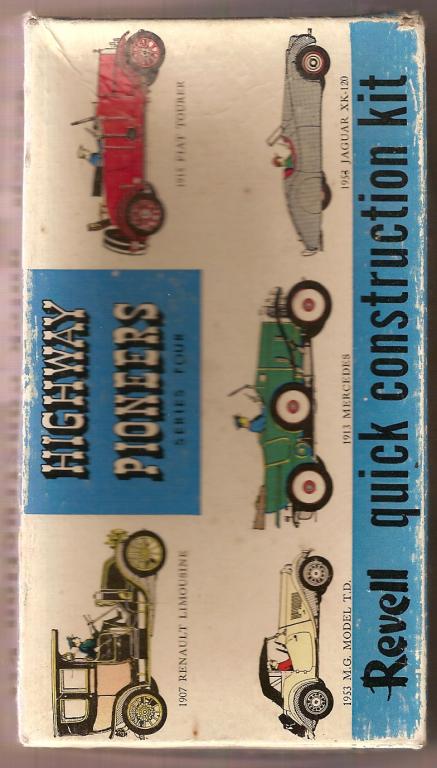 HIGHWAY
PIONEERS
SERIES FOUR
1907 RENAULT LIMOUSINE
FIAT TOURER
1953 M.G. MODEL T.D.
1913 MERCEDES
1954 JAGUAR XK-120
Revell quick construction kit